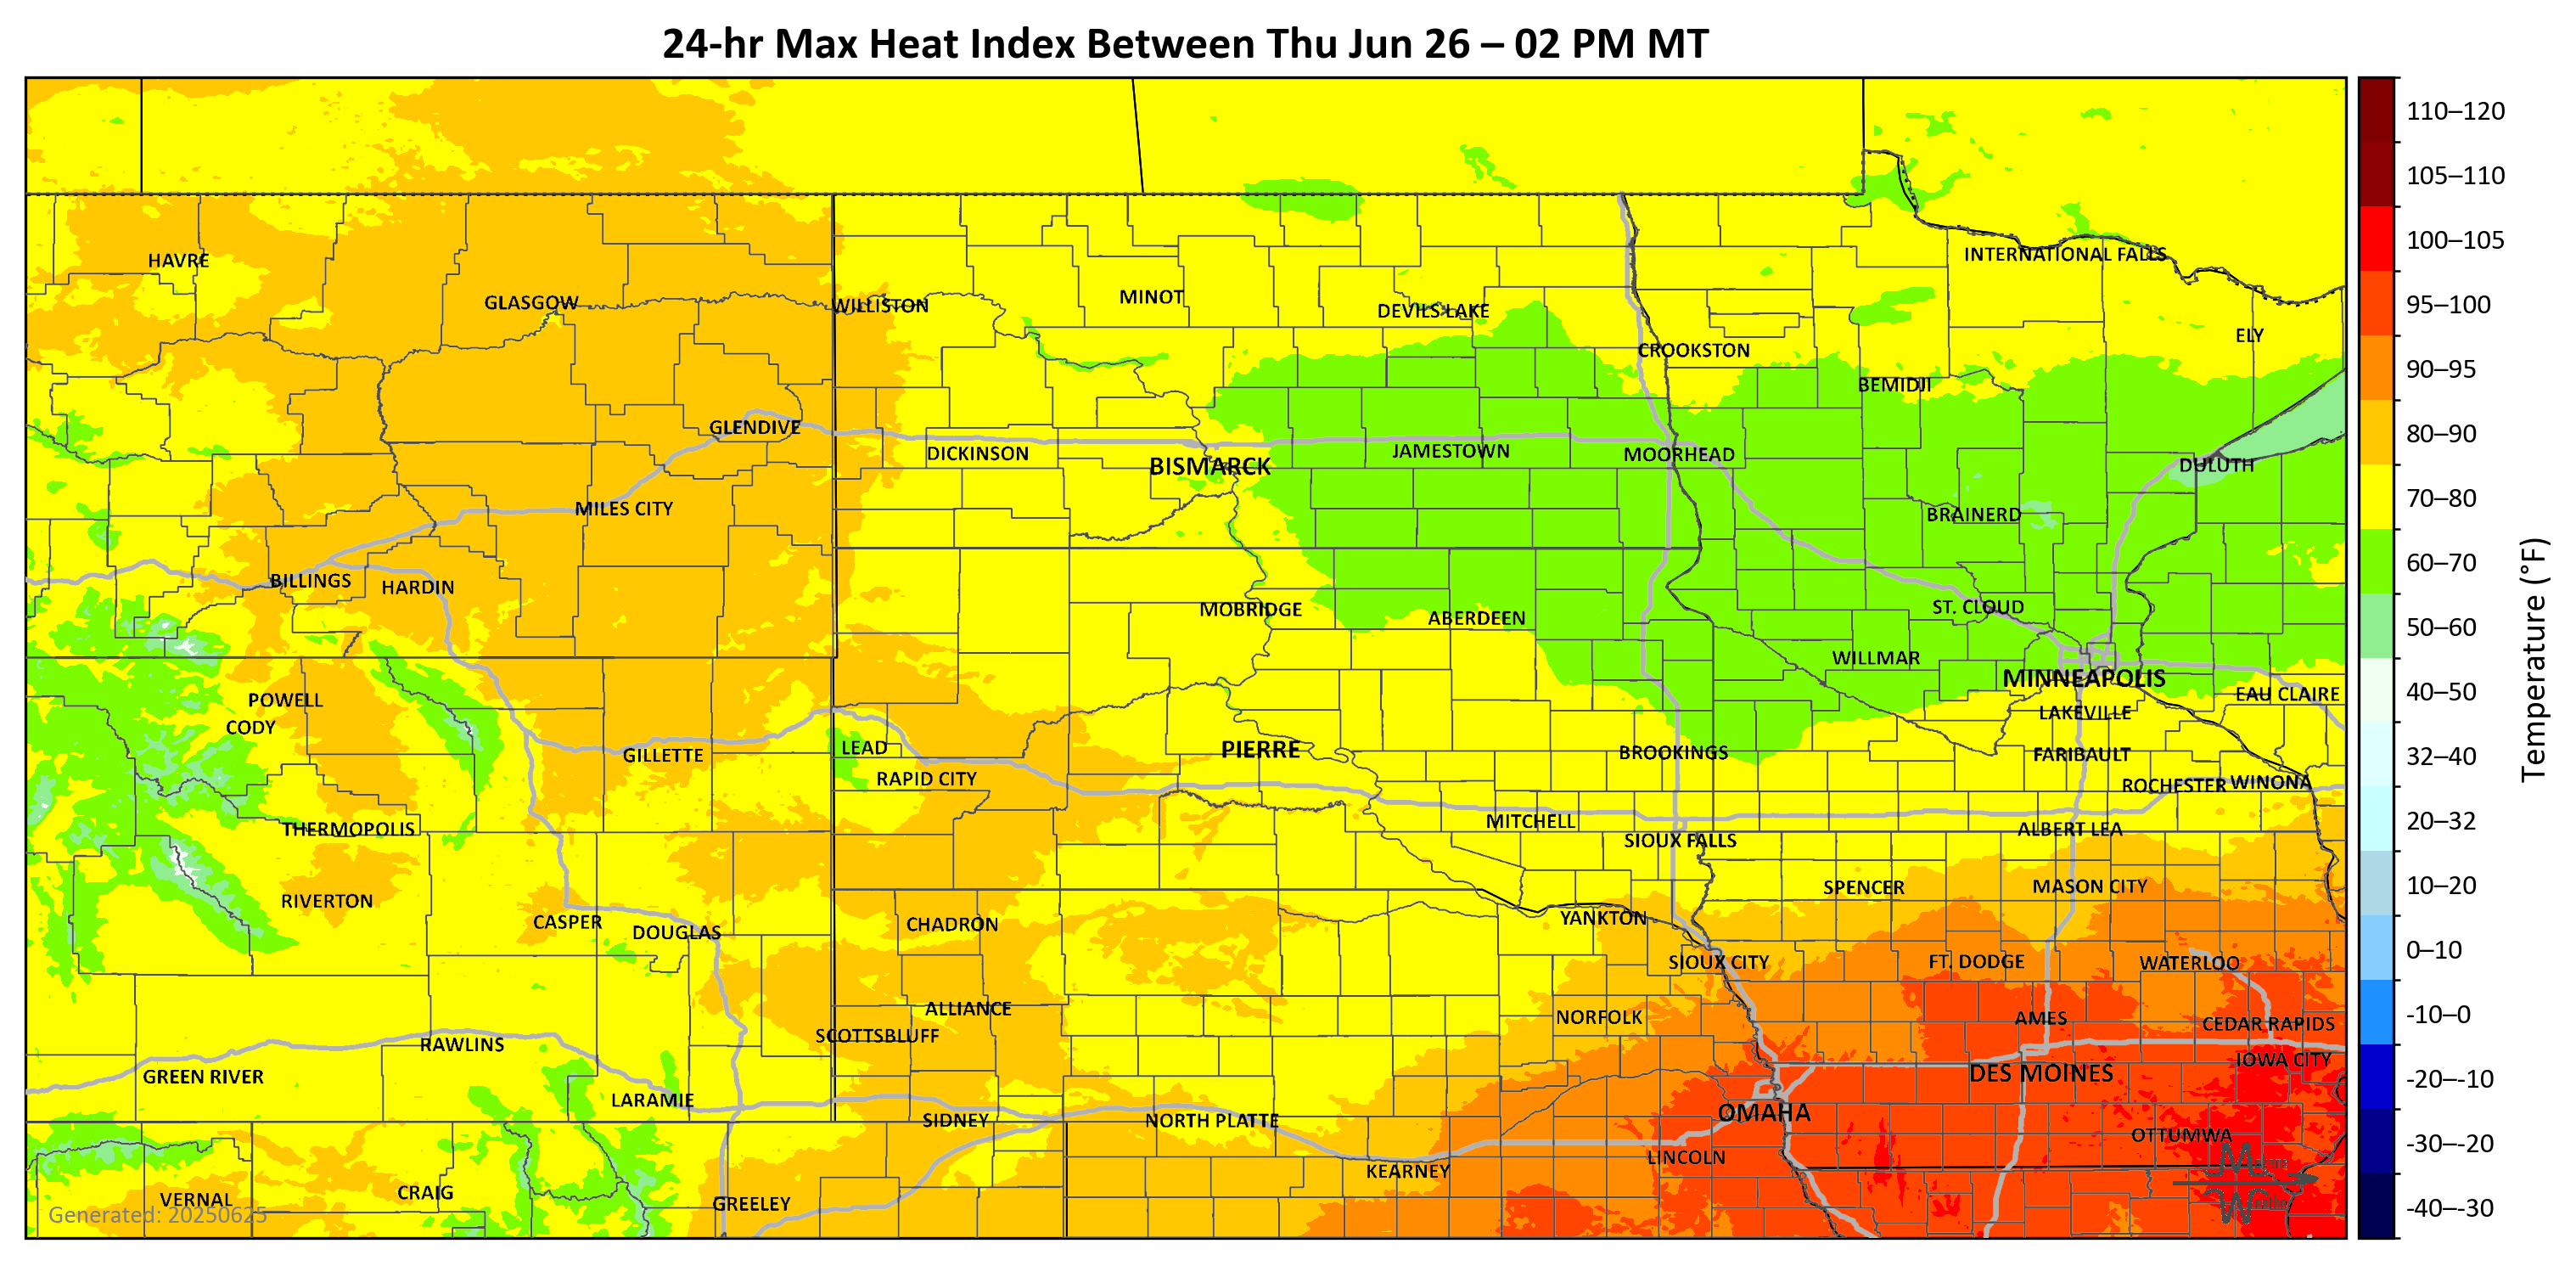 24-hr Max Heat Index Between Thu Jun 26 – 02 PM MT
110–120
105–110
100–105
95–100
90–95
80–90
70–80
60–70
50–60
40–50
32–40
20–32
10–20
0–10
-10–0
-20–-10
-30–-20
-40–-30
Temperature (°F)
INTERNATIONAL FALLS
HAVRE
MINOT
GLASGOW
WILLISTON
DEVILS LAKE
ELY
CROOKSTON
BEMIDJI
GLENDIVE
DICKINSON
JAMESTOWN
MOORHEAD
BISMARCK
DULUTH
MILES CITY
BRAINERD
BILLINGS
HARDIN
MOBRIDGE
ST. CLOUD
ABERDEEN
WILLMAR
MINNEAPOLIS
EAU CLAIRE
POWELL
LAKEVILLE
CODY
LEAD
PIERRE
BROOKINGS
GILLETTE
FARIBAULT
RAPID CITY
ROCHESTER
WINONA
MITCHELL
THERMOPOLIS
ALBERT LEA
SIOUX FALLS
SPENCER
MASON CITY
RIVERTON
YANKTON
CASPER
CHADRON
DOUGLAS
SIOUX CITY
FT. DODGE
WATERLOO
ALLIANCE
NORFOLK
AMES
CEDAR RAPIDS
SCOTTSBLUFF
RAWLINS
IOWA CITY
GREEN RIVER
DES MOINES
LARAMIE
OMAHA
SIDNEY
NORTH PLATTE
OTTUMWA
LINCOLN
KEARNEY
CRAIG
VERNAL
GREELEY
Generated: 20250625